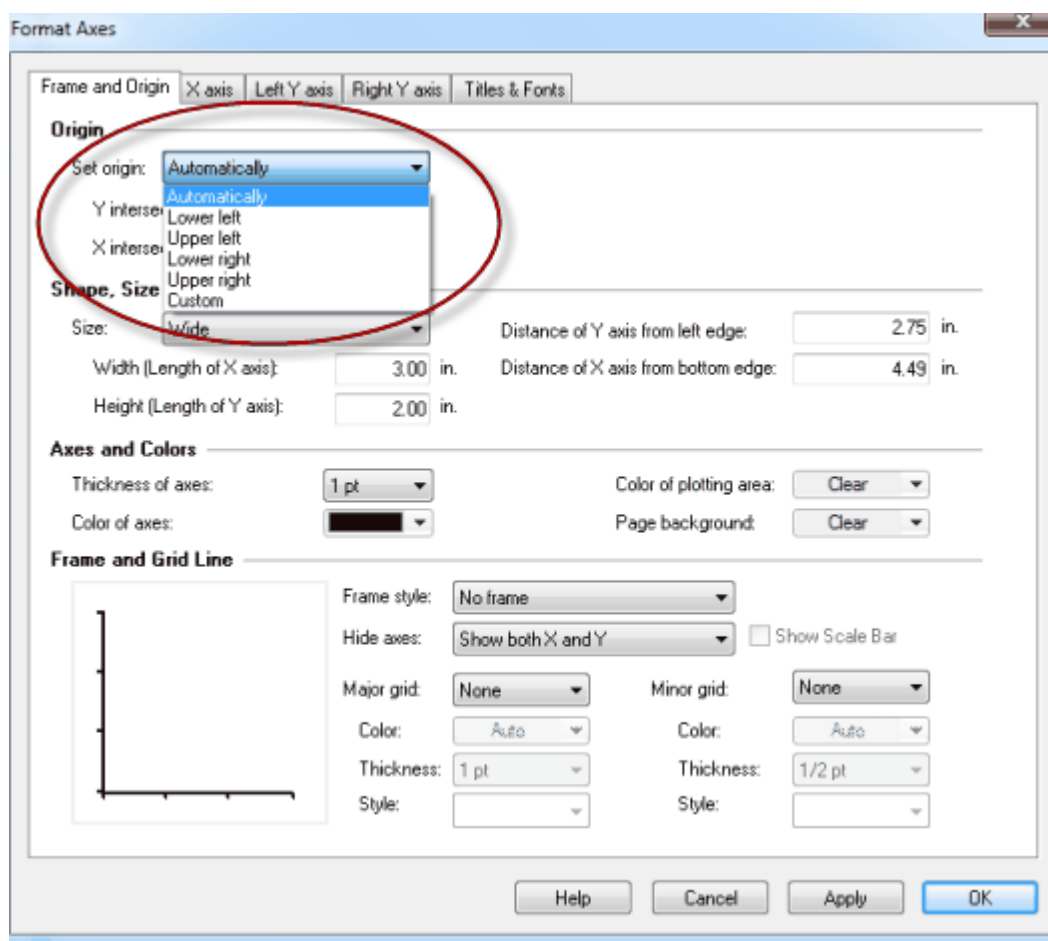 Format Axes
Frame and Origin X axis Left Y axis Right Y axis Titles & Fonts
Origin
Set origin: Automatically
Automatically
Y interse
Lower left
Upper left
X interse
Lower right
Upper right
Shape, Size
Custom
Size: Wide Distance of Y axis from left edge: 2.75 in.
Width (Length of X axis): 3.00 in. Distance of X axis from bottom edge: 4.49 in.
Height (Length of Y axis): 2.00 in.
Axes and Colors
Thickness of axes: 1 pt Color of plotting area: Clear
Color of axes: Page background: Clear
Frame and Grid Line
Frame style: No frame
Hide axes: Show both X and Y Show Scale Bar
Major grid: None Minor grid: None
Color: Auto Color: Auto
Thickness: 1 pt Thickness: 1/2 pt
Style: Style:
Help Cancel Apply OK